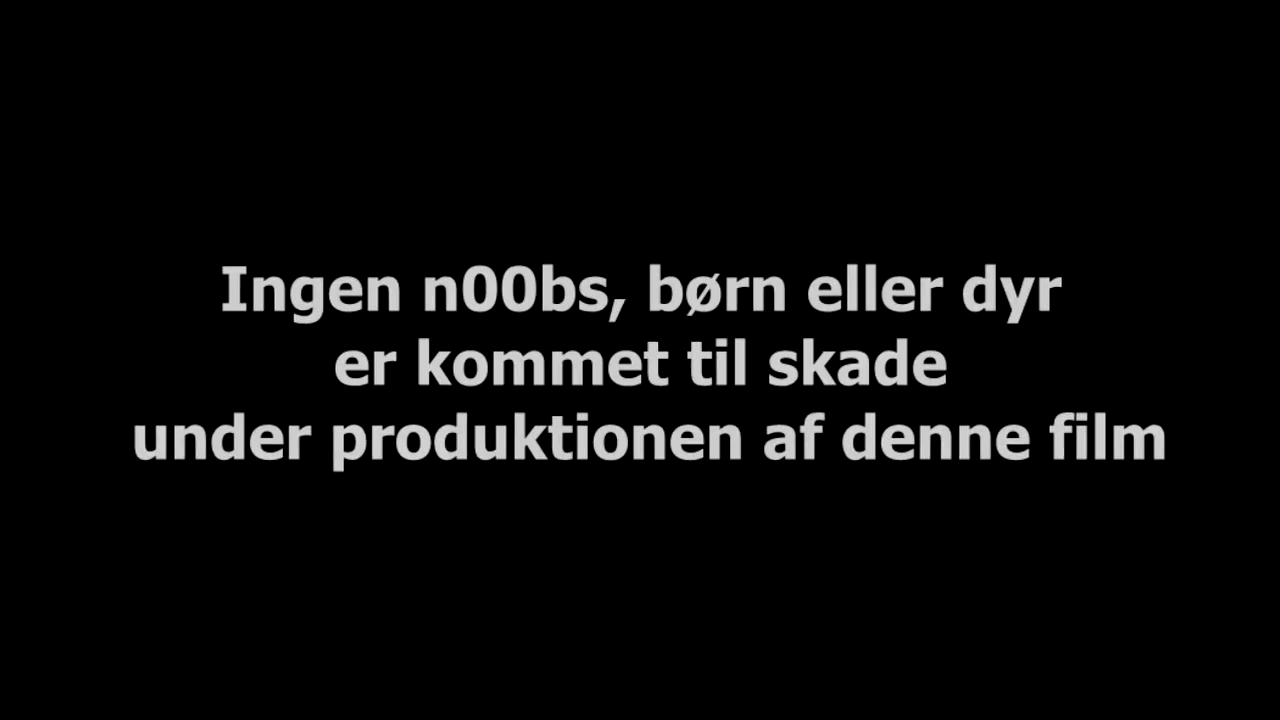 Ingen n00bs, børn eller dyr
er kommet til skade
under produktionen af denne film